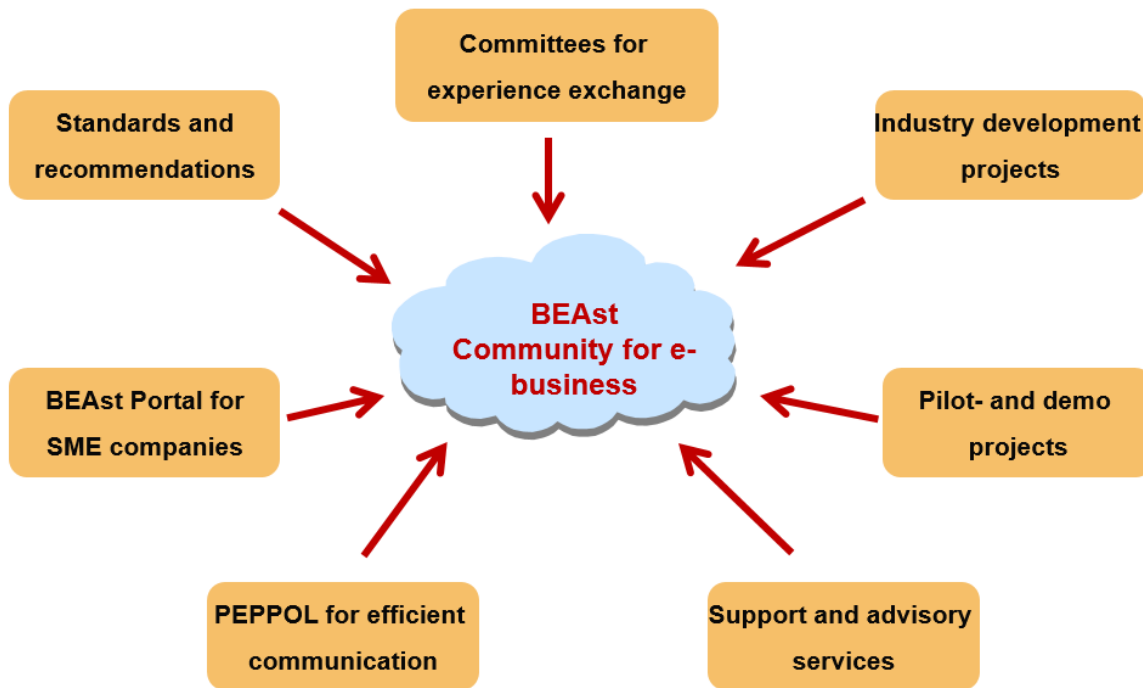 Committees for
experience exchange
Standards and
recommendations
Industry development
projects
BEAst
Community for e-
business
BEAst Portal for
SME companies
Pilot- and demo
projects
PEPPOL for efficient
communication
Support and advisory
services